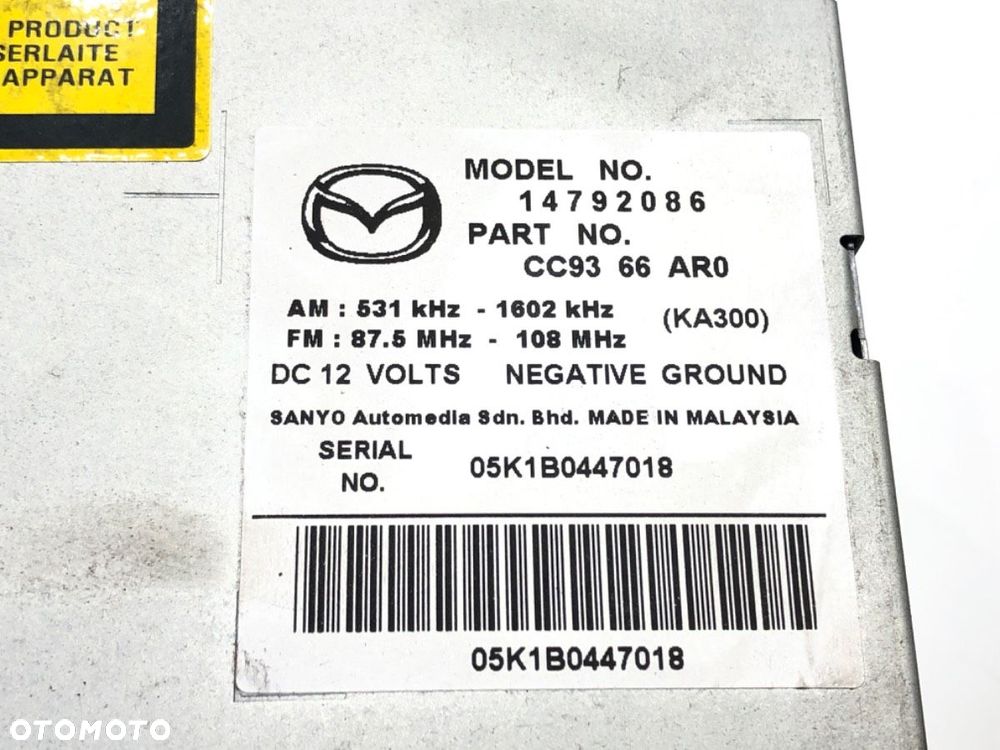 PRODUCT
SERLAITE
APPARAT
MODEL NO.
14792086
PART NO.
CC93 66 AR0
AM : 531 kHz - 1602 kHz
(KA300)
FM : 87.5 MHz - 108 MHz
DC 12 VOLTS NEGATIVE GROUND
SANYO Automedia Sdn. Bhd. MADE IN MALAYSIA
SERIAL
NO.
05K1B0447018
05K1B0447018
OTOMOTO